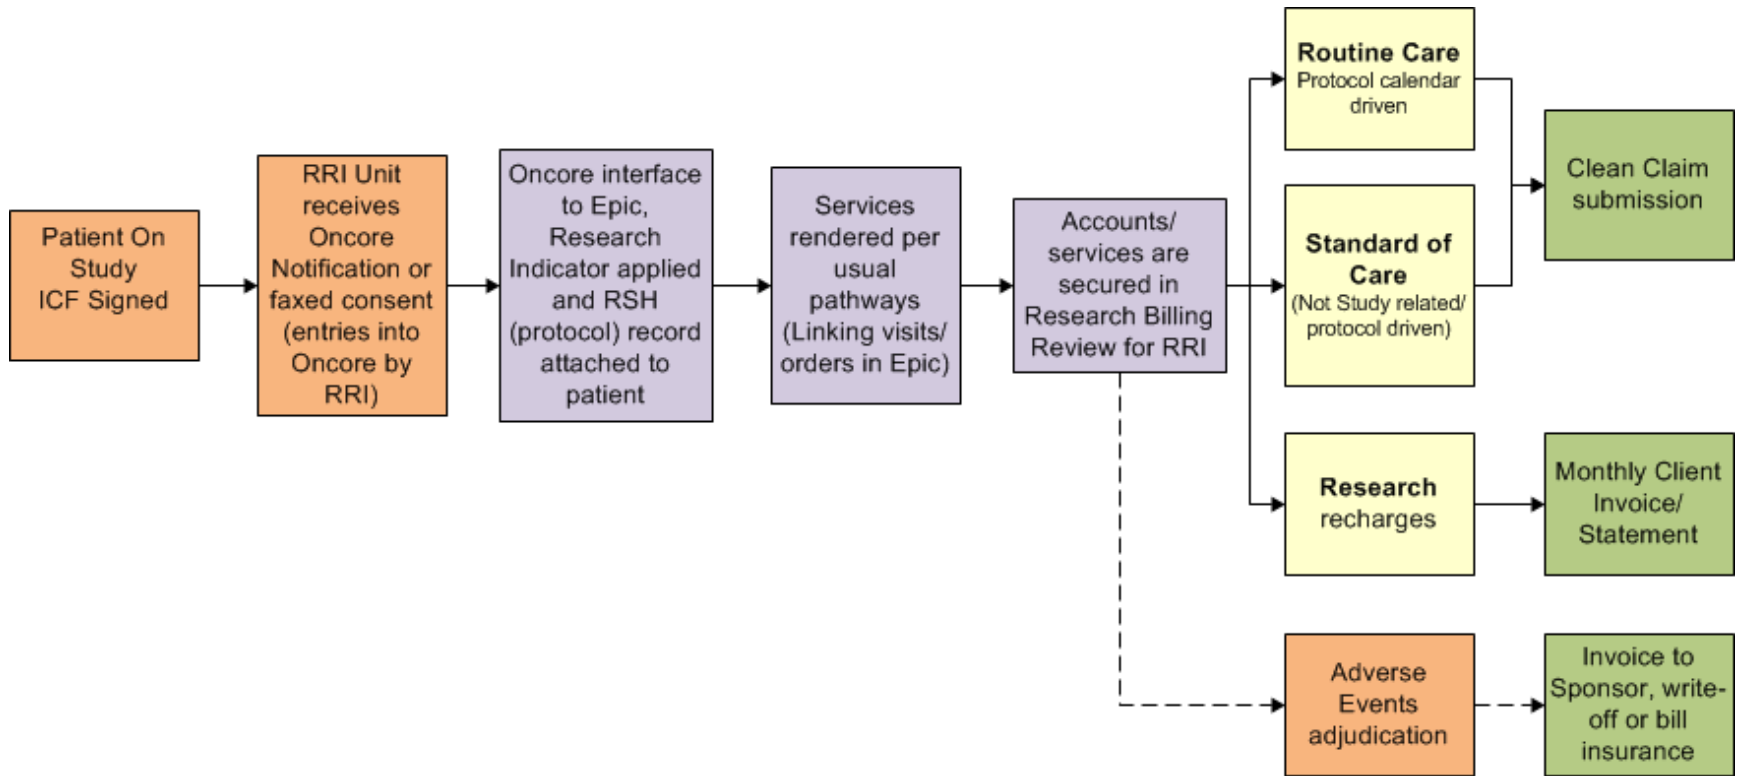 Patient On
Study
ICF Signed
RRI Unit
receives
Oncore
Notification or
faxed consent
(entries into
Oncore by
RRI)
Oncore interface
to Epic,
Research
Indicator applied
and RSH
(protocol) record
attached to
patient
Services
rendered per
usual
pathways
(Linking visits/
orders in Epic)
Accounts/
services are
secured in
Research Billing
Review for RRI
Routine Care
Protocol calendar
driven
Standard of
Care
(Not Study related/
protocol driven)
Research
recharges
Adverse
Events
adjudication
Clean Claim
submission
Monthly Client
Invoice/
Statement
Invoice to
Sponsor, write-
off or bill
insurance